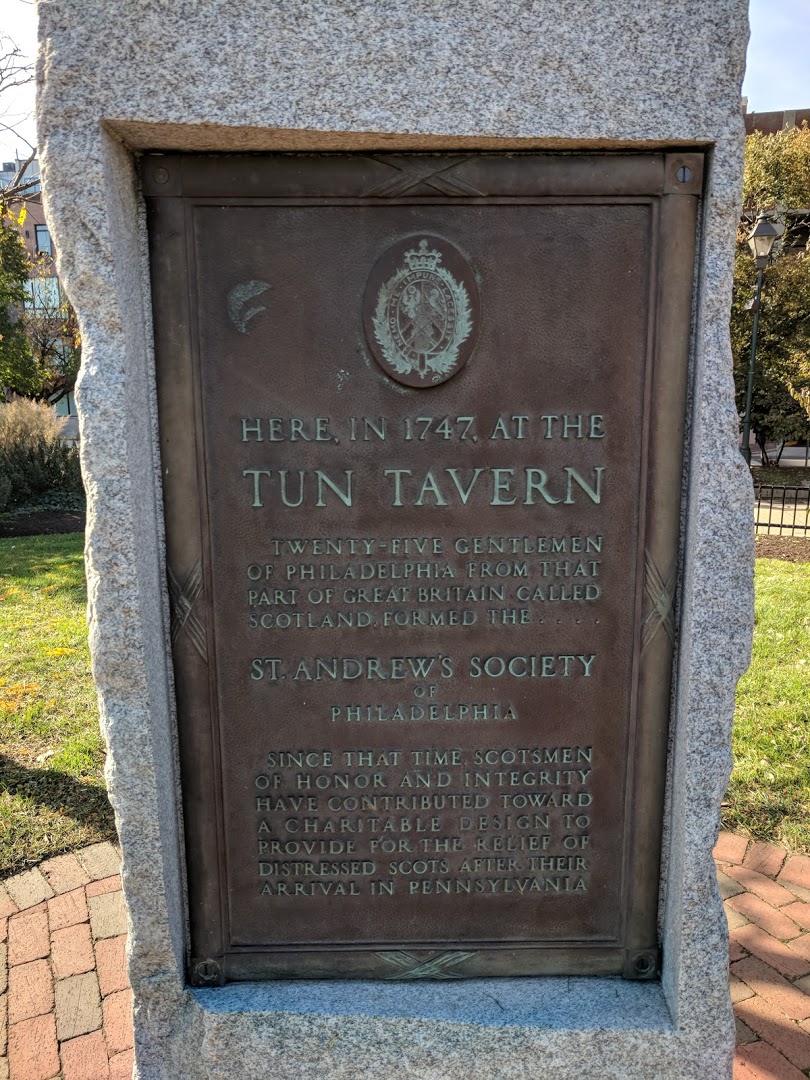 HERE, IN 1747, AT THE
TUN TAVERN
TWENTY-FIVE GENTLEMEN
OF PHILADELPHIA FROM THAT
PART OF GREAT BRITAIN CALLED
SCOTLAND, FORMED THE . . . .
ST. ANDREW'S SOCIETY
OF
PHILADELPHIA
SINCE THAT TIME, SCOTSMEN
OF HONOR AND INTEGRITY
HAVE CONTRIBUTED TOWARD
A CHARITABLE DESIGN TO
PROVIDE FOR THE RELIEF OF
DISTRESSED SCOTS AFTER THEIR
ARRIVAL IN PENNSYLVANIA